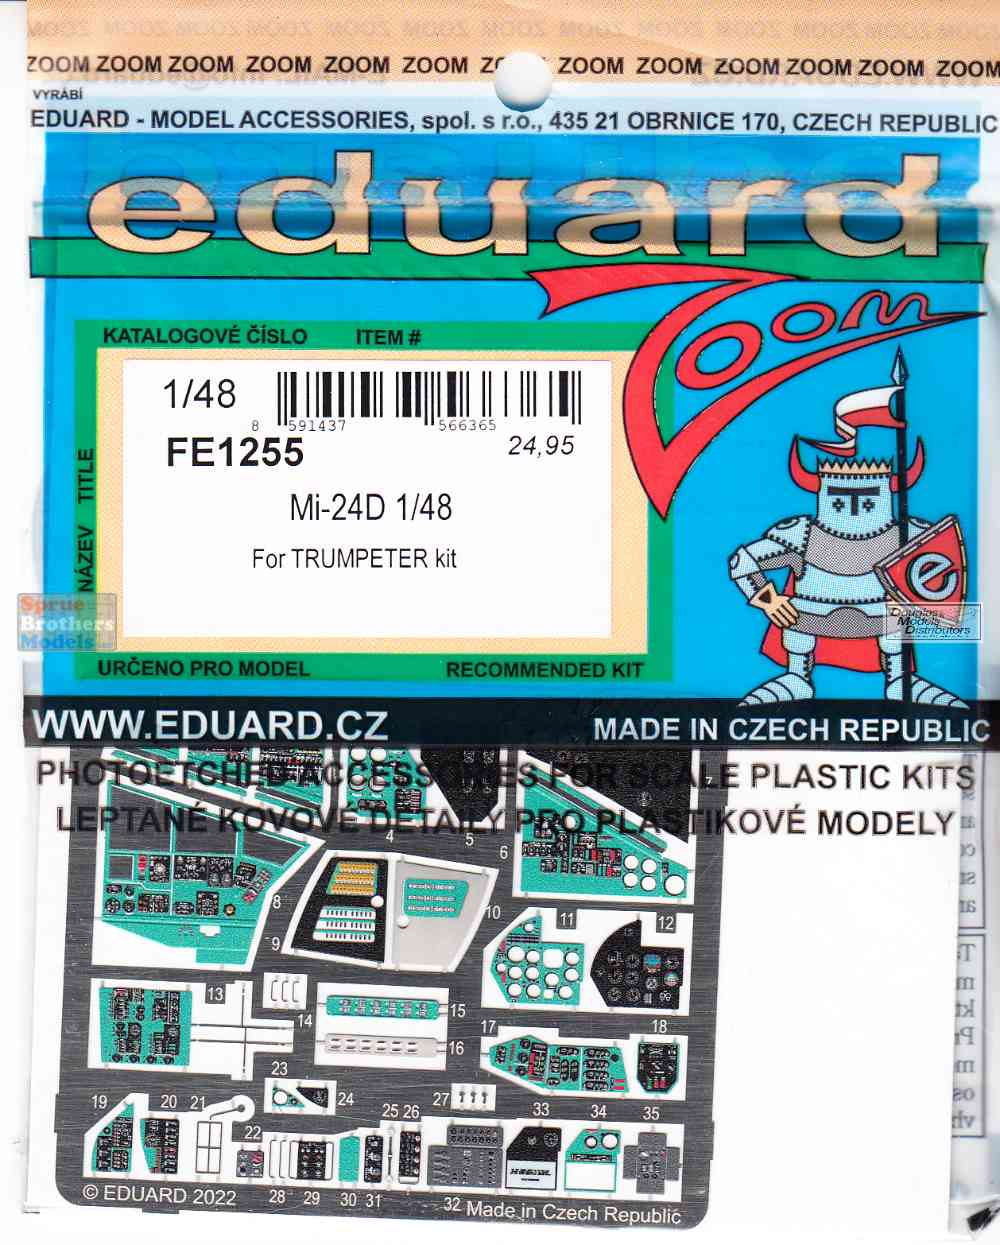 ZOOM ZOOM ZOOM ZOOM ZOOM ZOOM ZOOM ZOOM ZOOM ZOOM ZOOM ZOOM
VYRÁBÍ
EDUARD - MODEL ACCESSORIES, spol. s r.o., 435 21 OBRNICE 170, CZECH REPUBLIC
eduard
Zoom
KATALOGOVÉ ČÍSLO ITEM #
1/48
8 591437 566365
FE1255 24,95
Mi-24D 1/48
For TRUMPETER kit
NÁZEV TITLE
e
Sprue
Brothers
Models
Douglas
Models
Distributors
URČENO PRO MODEL RECOMMENDED KIT
WWW.EDUARD.CZ MADE IN CZECH REPUBLIC
PHOTOETCHED ACCESSORIES FOR SCALE PLASTIC KITS
LEPTANÉ KOVOVÉ DETAILY PRO PLASTIKOVÉ MODELY
4 5 6 7
8 9 10 11 12
13 14 15 16 17 18
19 20 21 22 23 24 25 26 27 33 34 35
28 29 30 31 32
© EDUARD 2022 Made in Czech Republic